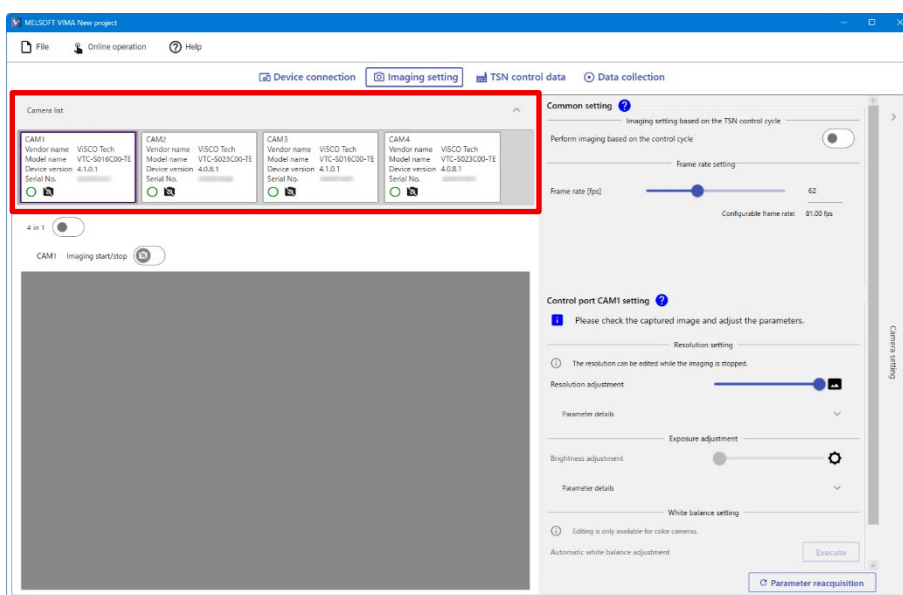 MELSOFT VIMA New project
File
Online operation
Help
Device connection
Imaging setting
TSN control data
Data collection
Camera list
CAM1
Vendor name ViSCO Tech
Model name VTC-S016C00-TE
Device version 4.1.0.1
Serial No.
CAM2
Vendor name ViSCO Tech
Model name VTC-S023C00-TE
Device version 4.0.8.1
Serial No.
CAM3
Vendor name ViSCO Tech
Model name VTC-S016C00-TE
Device version 4.1.0.1
Serial No.
CAM4
Vendor name ViSCO Tech
Model name VTC-S023C00-TE
Device version 4.0.8.1
Serial No.
4 in 1
CAM1 Imaging start/stop
Common setting
Imaging setting based on the TSN control cycle
Perform imaging based on the control cycle
Frame rate setting
Frame rate [fps] 62
Configurable frame rate: 81.00 fps
Control port CAM1 setting
Please check the captured image and adjust the parameters.
Resolution setting
The resolution can be edited while the imaging is stopped.
Resolution adjustment
Parameter details
Exposure adjustment
Brightness adjustment
Parameter details
White balance setting
Editing is only available for color cameras.
Automatic white balance adjustment Execute
Parameter reacquisition
Camera setting